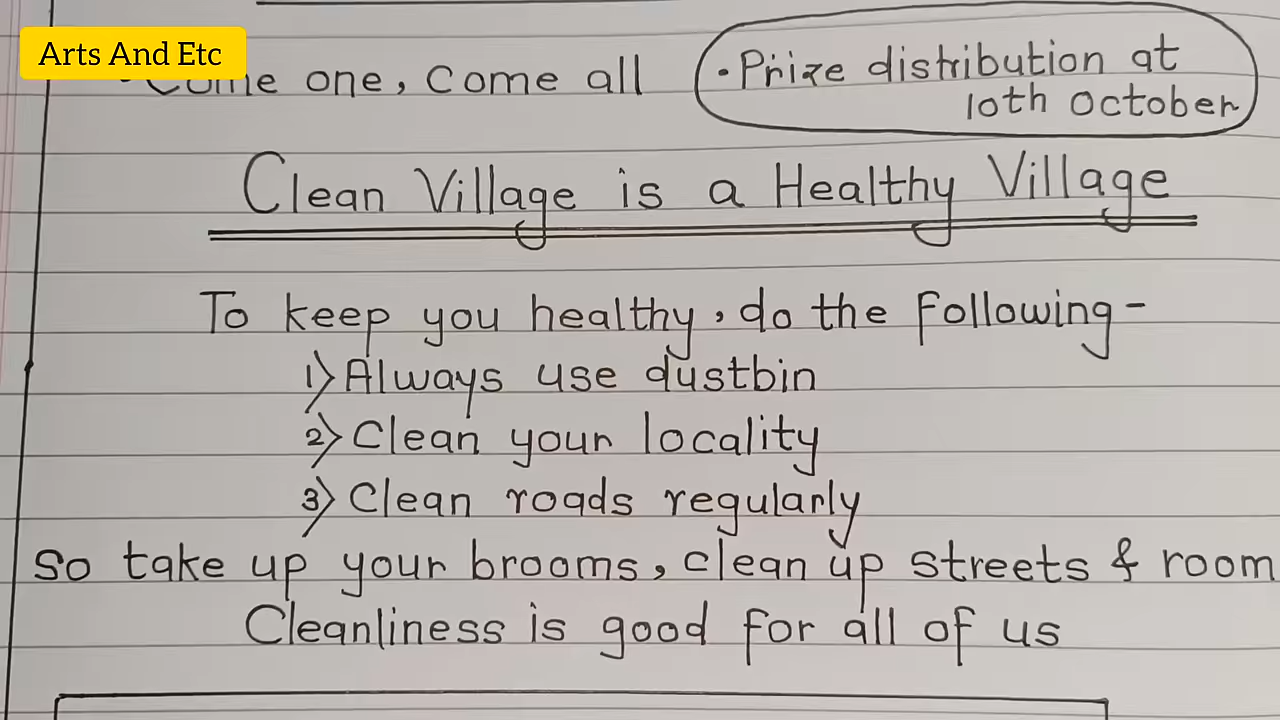 Arts And Etc
• Come one, Come all
• Prize distribution at
10th October
Clean Village is a Healthy Village
To keep you healthy, do the following-
1) Always use dustbin
2) Clean your locality
3) Clean roads regularly
So take up your brooms, clean up streets & room
Cleanliness is good for all of us